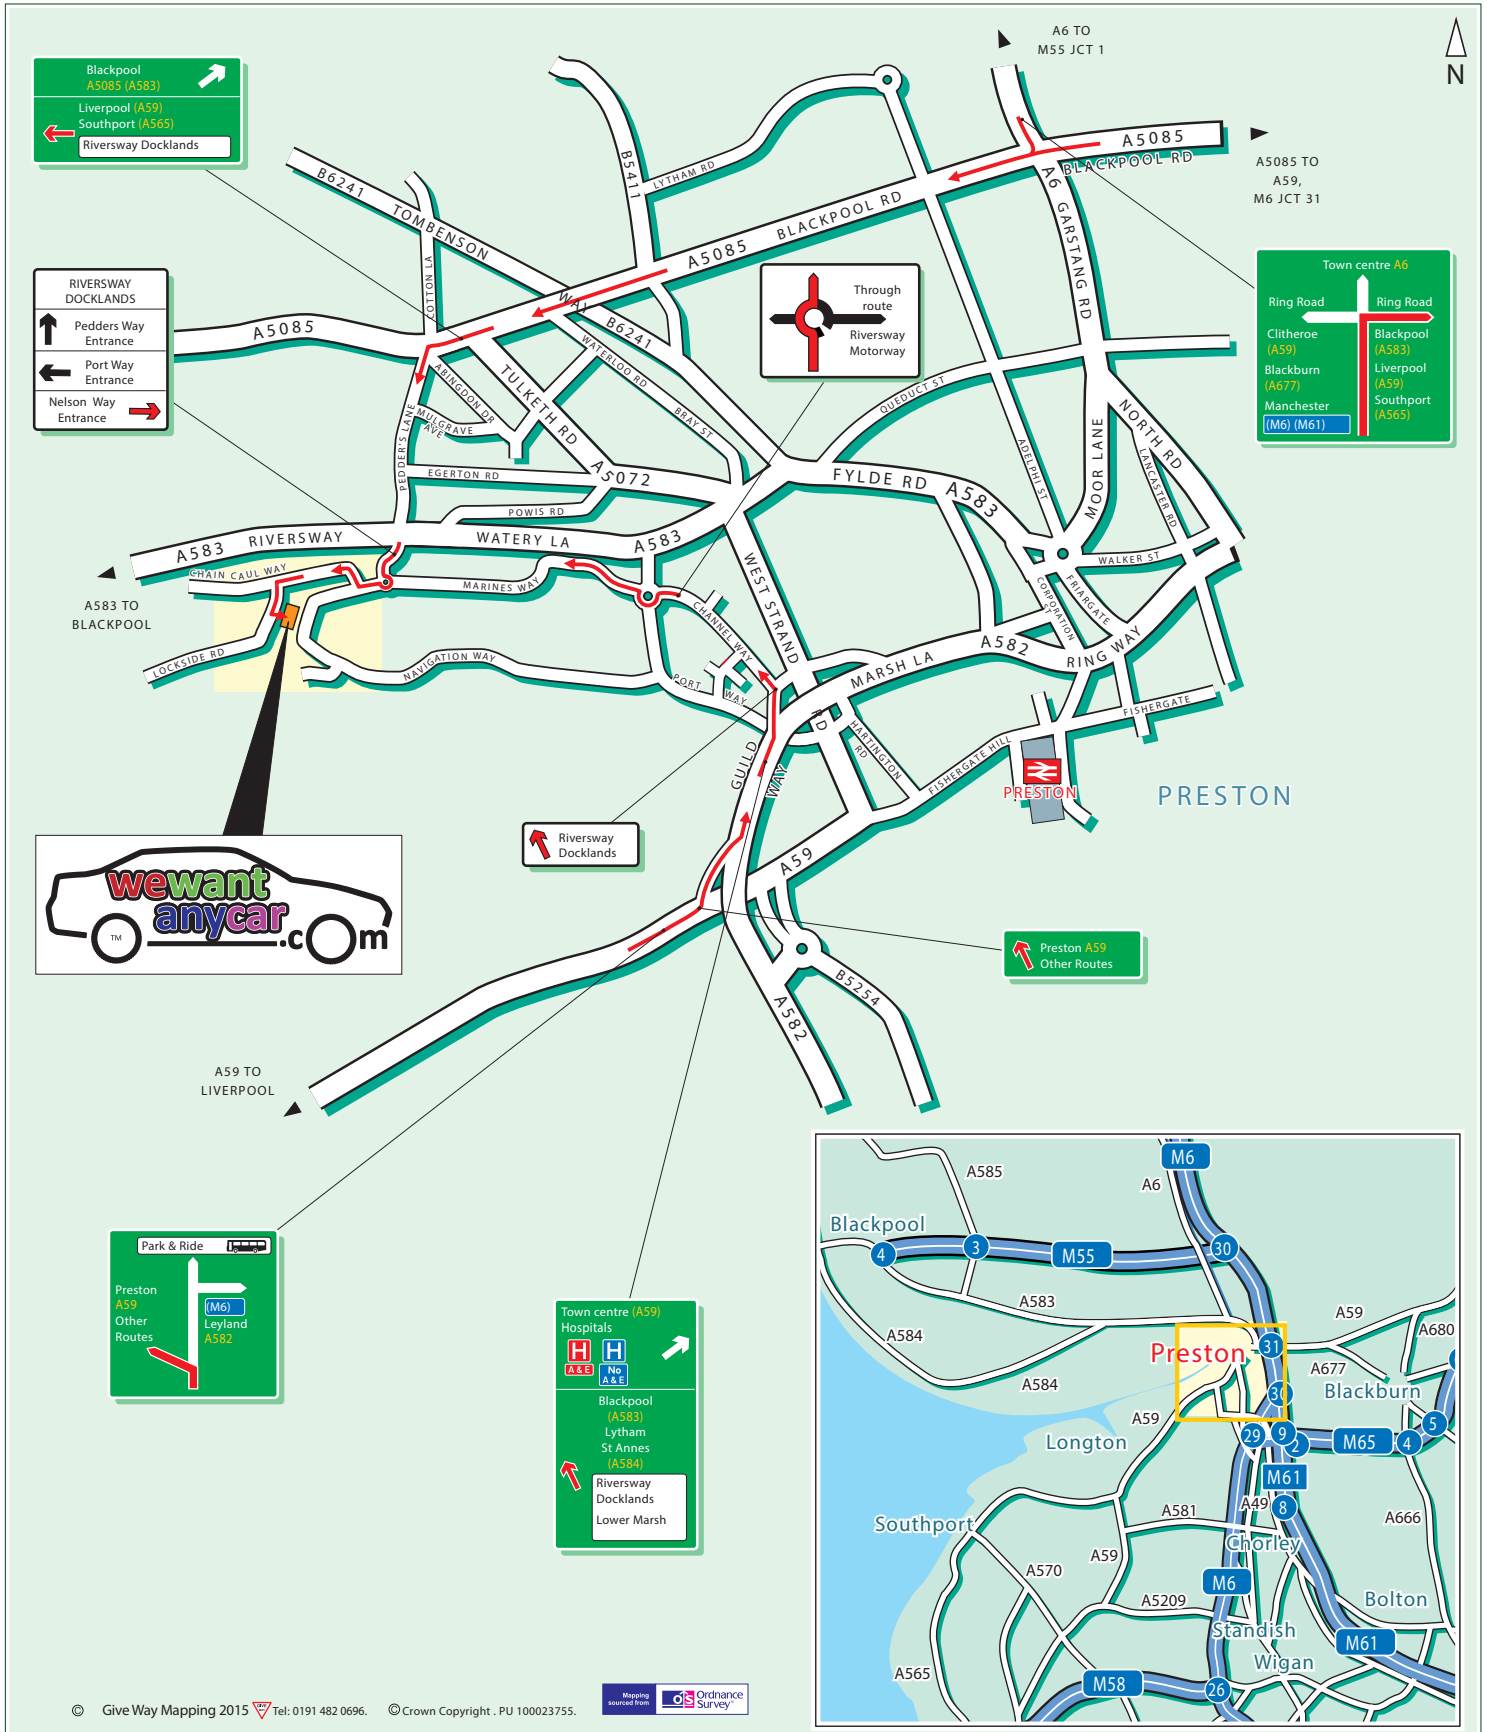 A6 TO
M55 JCT 1
N
Blackpool
A5085 (A583)
Liverpool (A59)
Southport (A565)
Riversway Docklands
A5085
BLACKPOOL RD
A5085 TO
A59,
M6 JCT 31
B6241
TOMBENSON
WAY
B6241
B5411
LYTHAM RD
A5085
BLACKPOOL RD
A6
GARSTANG RD
COTTON LA
A5085
RIVERSWAY
DOCKLANDS
Pedders Way
Entrance
Port Way
Entrance
Nelson Way
Entrance
Through
route
Riversway
Motorway
Town centre A6
Ring Road
Ring Road
Clitheroe
(A59)
Blackburn
(A677)
Manchester
(M6) (M61)
Blackpool
(A583)
Liverpool
(A59)
Southport
(A565)
WATERLOO RD
BRAY ST
ABINGDON DR
MULGRAVE
AVE
TULKETH RD
A5072
PEDDER'S LANE
EGERTON RD
POWIS RD
QUEDUCT ST
ADELPHI ST
MOOR LANE
NORTH RD
LANCASTER RD
WALKER ST
FYLDE RD
A583
A583
RIVERSWAY
WATERY LA
A583
CHAIN CAUL WAY
MARINES WAY
CHANNEL WAY
WEST STRAND
RD
CORPORATION
ST
FRIARGATE
A583 TO
BLACKPOOL
LOCKSIDE RD
NAVIGATION WAY
PORT
WAY
MARSH LA
A582
RING WAY
FISHERGATE
HARTINGTON
RD
FISHERGATE HILL
GUILD
WAY
PRESTON
PRESTON
Riversway
Docklands
wewant
anycar
.com
TM
A59
Preston A59
Other Routes
B5254
A582
A59 TO
LIVERPOOL
Park & Ride
Preston
A59
Other
Routes
(M6)
Leyland
A582
Town centre (A59)
Hospitals
H
H
A & E
No
A & E
Blackpool
(A583)
Lytham
St Annes
(A584)
Riversway
Docklands
Lower Marsh
M6
A6
A585
Blackpool
4
3
M55
30
A583
A584
A584
A59
A680
Preston
31
A677
Blackburn
30
A59
Longton
29
9
2
M65
4
5
M61
A49
8
A581
A666
Southport
Chorley
A59
A570
M6
A5209
Bolton
Standish
M61
A565
Wigan
M58
26
© Give Way Mapping 2015 GIVE WAY Tel: 0191 482 0696. © Crown Copyright . PU 100023755.
Mapping
sourced from
OS Ordnance
Survey™